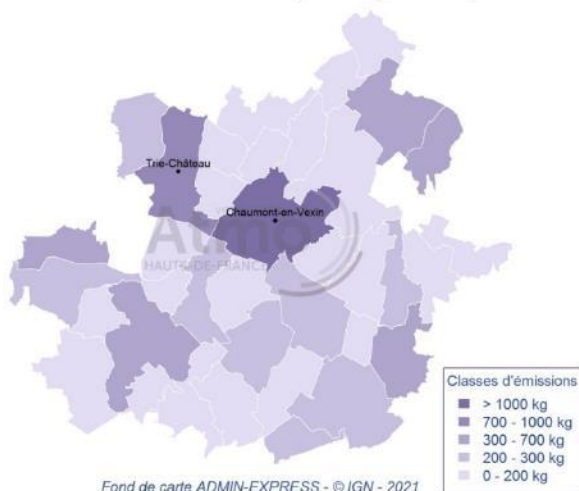 Trie-Château
Chaumont-en-Vexin
Atmo
HAUTS-DE-FRANCE
Classes d'émissions
> 1000 kg
700 - 1000 kg
300 - 700 kg
200 - 300 kg
0 - 200 kg
Fond de carte ADMIN-EXPRESS - © IGN - 2021